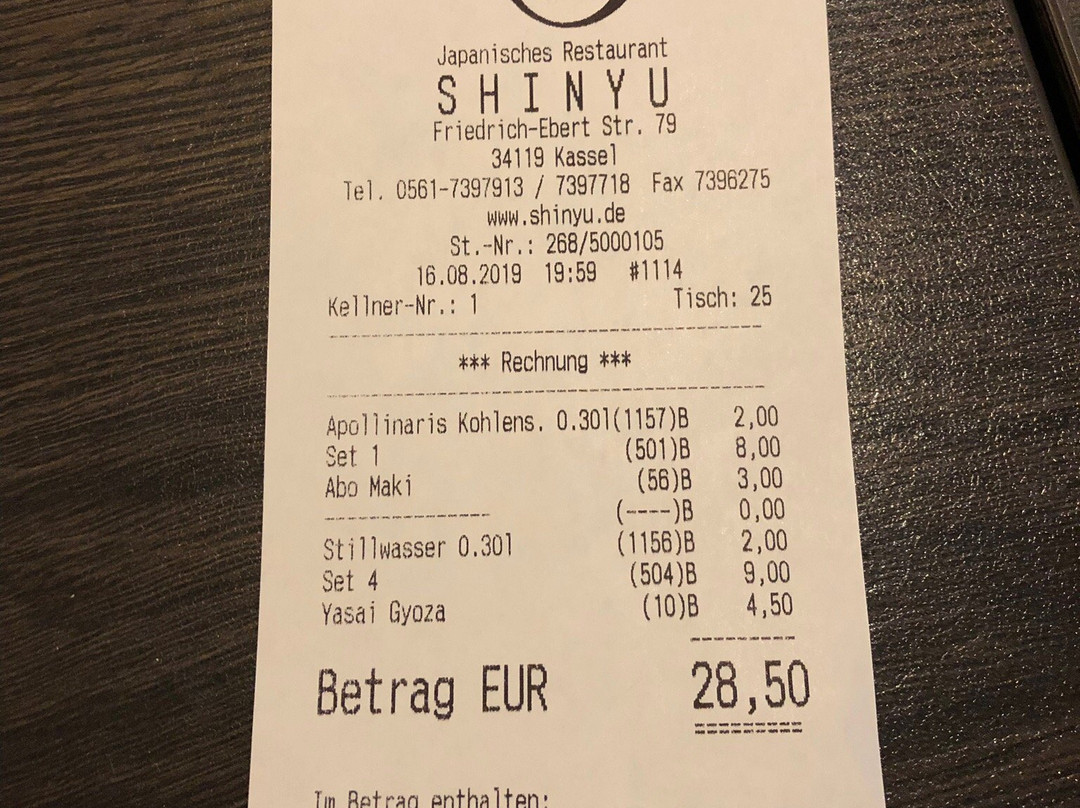 Japanisches Restaurant
SHINYU
Friedrich-Ebert Str. 79
34119 Kassel
Tel. 0561-7397913 / 7397718 Fax 7396275
www.shinyu.de
St.-Nr.: 268/5000105
16.08.2019 19:59 #1114
Kellner-Nr.: 1 Tisch: 25
*** Rechnung ***
Apollinaris Kohlens. 0.30l(1157)B 2,00
Set 1 (501)B 8,00
Abo Maki (56)B 3,00
(----)B 0,00
Stillwasser 0.30l (1156)B 2,00
Set 4 (504)B 9,00
Yasai Gyoza (10)B 4,50
Betrag EUR 28,50
Im Betrag enthalten: